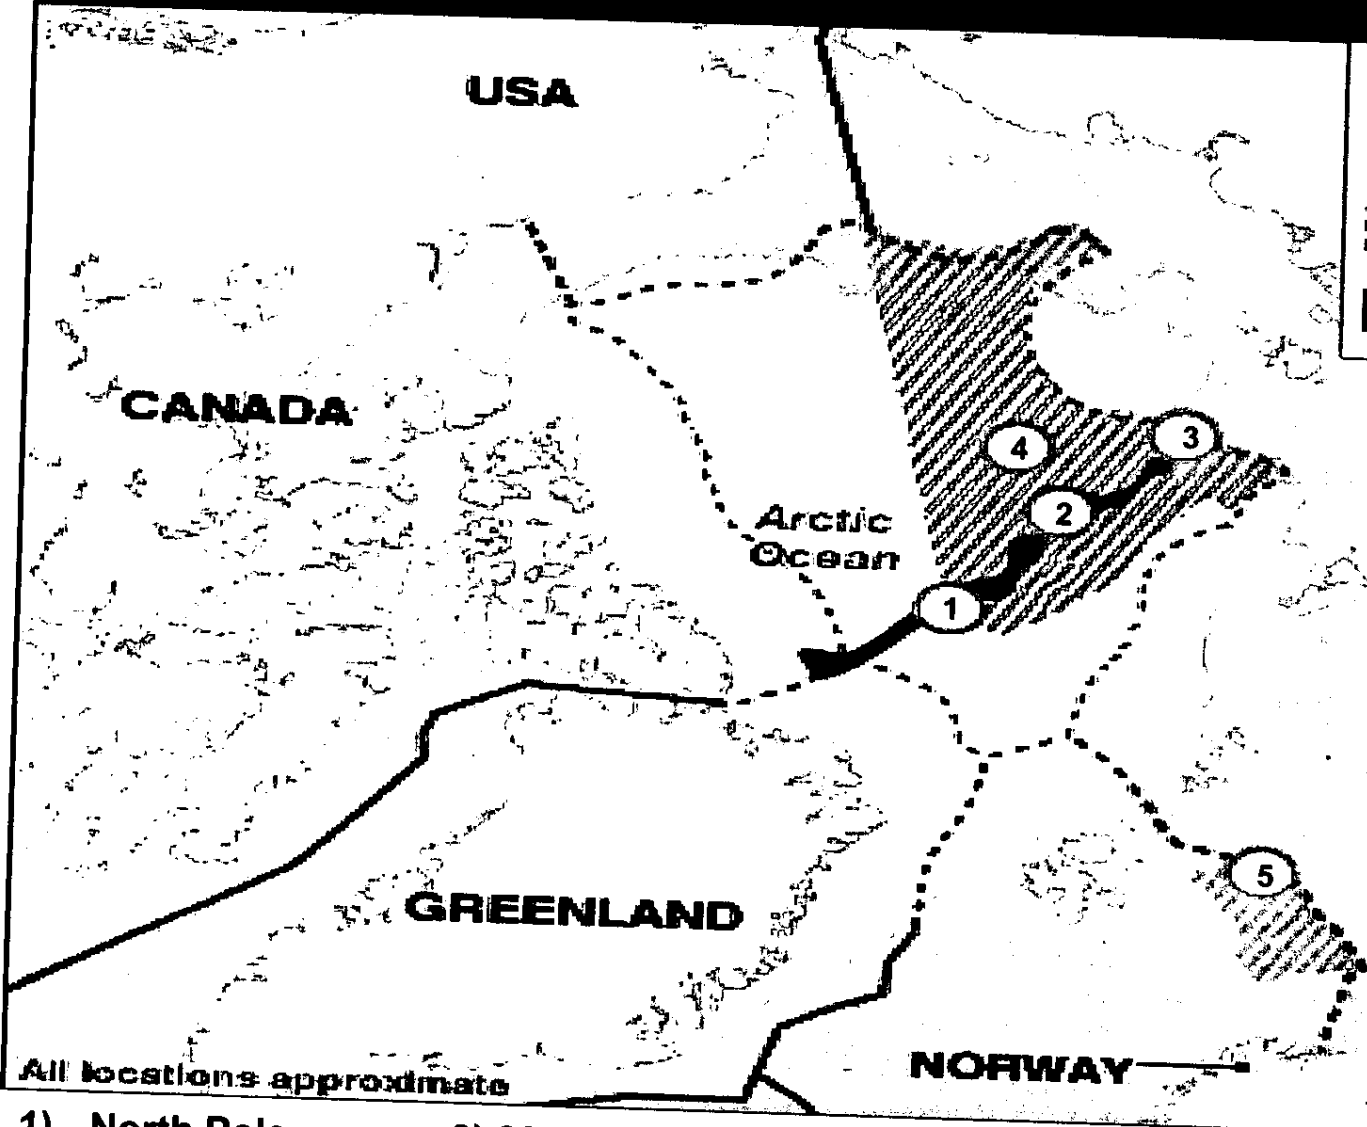 USA
CANADA
3
4
2
Arctic
Ocean
1
5
GREENLAND
NORWAY
All locations approximate
1) North Pole